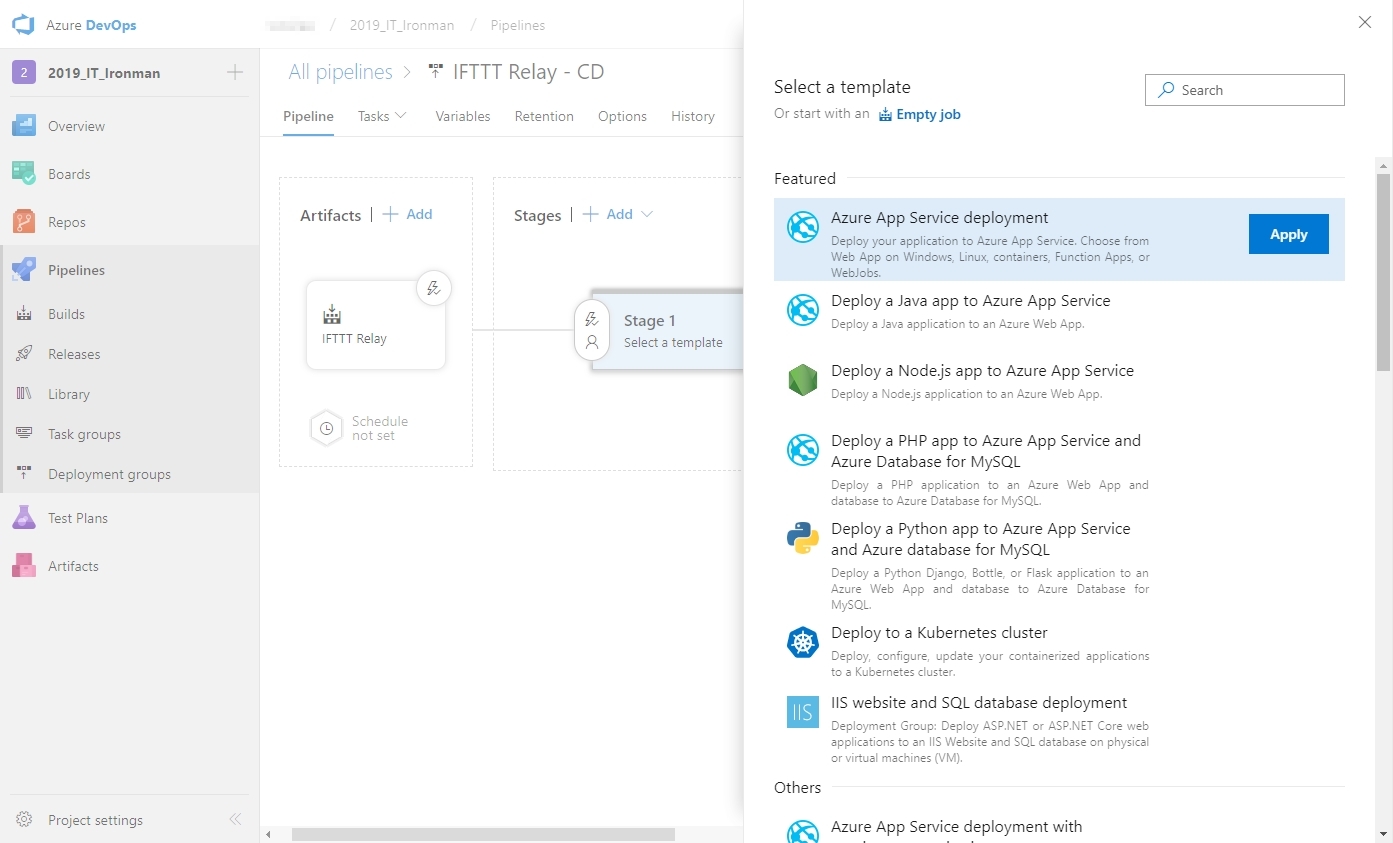 Azure DevOps
/ 2019_IT_Ironman / Pipelines
2 2019_IT_Ironman
Overview
Boards
Repos
Pipelines
Builds
Releases
Library
Task groups
Deployment groups
Test Plans
Artifacts
Project settings
All pipelines > IFTTT Relay - CD
Pipeline Tasks Variables Retention Options History
Artifacts | + Add
IFTTT Relay
Schedule
not set
Stages | + Add
Stage 1
Select a template
Select a template
Or start with an Empty job
Search
Featured
Azure App Service deployment
Deploy your application to Azure App Service. Choose from
Web App on Windows, Linux, containers, Function Apps, or
WebJobs.
Apply
Deploy a Java app to Azure App Service
Deploy a Java application to an Azure Web App.
Deploy a Node.js app to Azure App Service
Deploy a Node.js application to an Azure Web App.
Deploy a PHP app to Azure App Service and
Azure Database for MySQL
Deploy a PHP application to an Azure Web App and
database to Azure Database for MySQL.
Deploy a Python app to Azure App Service
and Azure database for MySQL
Deploy a Python Django, Bottle, or Flask application to an
Azure Web App and database to Azure Database for
MySQL.
Deploy to a Kubernetes cluster
Deploy, configure, update your containerized applications
to a Kubernetes cluster.
IIS
IIS website and SQL database deployment
Deployment Group: Deploy ASP.NET or ASP.NET Core web
applications to an IIS Website and SQL database on physical
or virtual machines (VM).
Others
Azure App Service deployment with